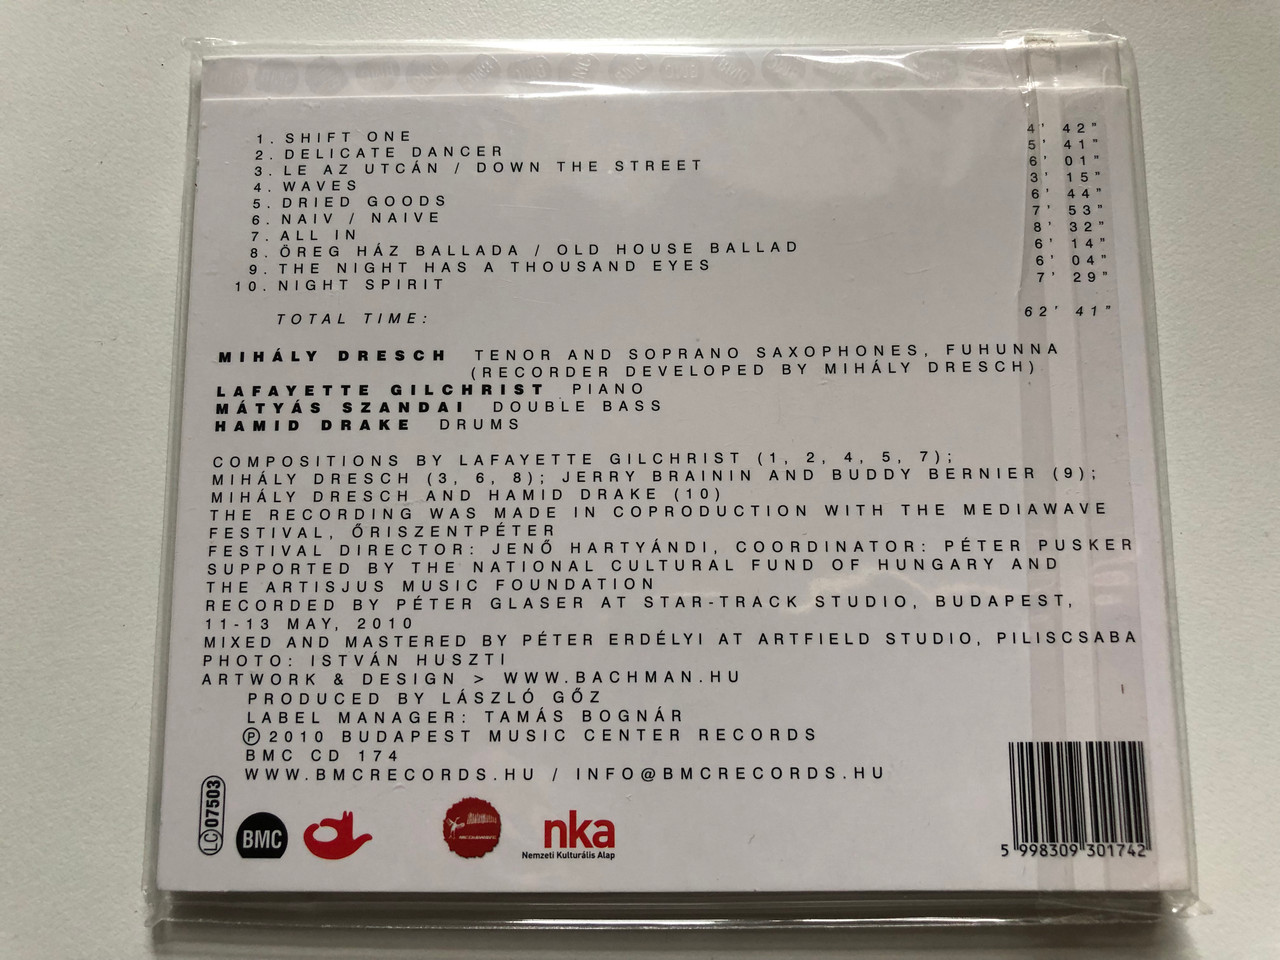 1. SHIFT ONE 4' 42"
2. DELICATE DANCER 5' 41"
3. LE AZ UTCÁN / DOWN THE STREET 6' 01"
4. WAVES 3' 15"
5. DRIED GOODS 6' 44"
6. NAIV / NAIVE 7' 53"
7. ALL IN 8' 32"
8. ÖREG HÁZ BALLADA / OLD HOUSE BALLAD 6' 14"
9. THE NIGHT HAS A THOUSAND EYES 6' 04"
10. NIGHT SPIRIT 7' 29"
TOTAL TIME: 62' 41"
MIHÁLY DRESCH TENOR AND SOPRANO SAXOPHONES, FUHUNNA
(RECORDER DEVELOPED BY MIHÁLY DRESCH)
LAFAYETTE GILCHRIST PIANO
MÁTYÁS SZANDAI DOUBLE BASS
HAMID DRAKE DRUMS
COMPOSITIONS BY LAFAYETTE GILCHRIST (1, 2, 4, 5, 7);
MIHÁLY DRESCH (3, 6, 8); JERRY BRAININ AND BUDDY BERNIER (9);
MIHÁLY DRESCH AND HAMID DRAKE (10)
THE RECORDING WAS MADE IN COPRODUCTION WITH THE MEDIAWAVE
FESTIVAL, ŐRISZENTPÉTER
FESTIVAL DIRECTOR: JENŐ HARTYÁNDI, COORDINATOR: PÉTER PUSKER
SUPPORTED BY THE NATIONAL CULTURAL FUND OF HUNGARY AND
THE ARTISJUS MUSIC FOUNDATION
RECORDED BY PÉTER GLASER AT STAR-TRACK STUDIO, BUDAPEST,
11-13 MAY, 2010
MIXED AND MASTERED BY PÉTER ERDÉLYI AT ARTFIELD STUDIO, PILISCSABA
PHOTO: ISTVÁN HUSZTI
ARTWORK & DESIGN > WWW.BACHMAN.HU
PRODUCED BY LÁSZLÓ GŐZ
LABEL MANAGER: TAMÁS BOGNÁR
Ⓟ 2010 BUDAPEST MUSIC CENTER RECORDS
BMC CD 174
WWW.BMCRECORDS.HU / INFO@BMCRECORDS.HU
LC 07503
BMC
nka
Nemzeti Kulturális Alap
5 998309 301742